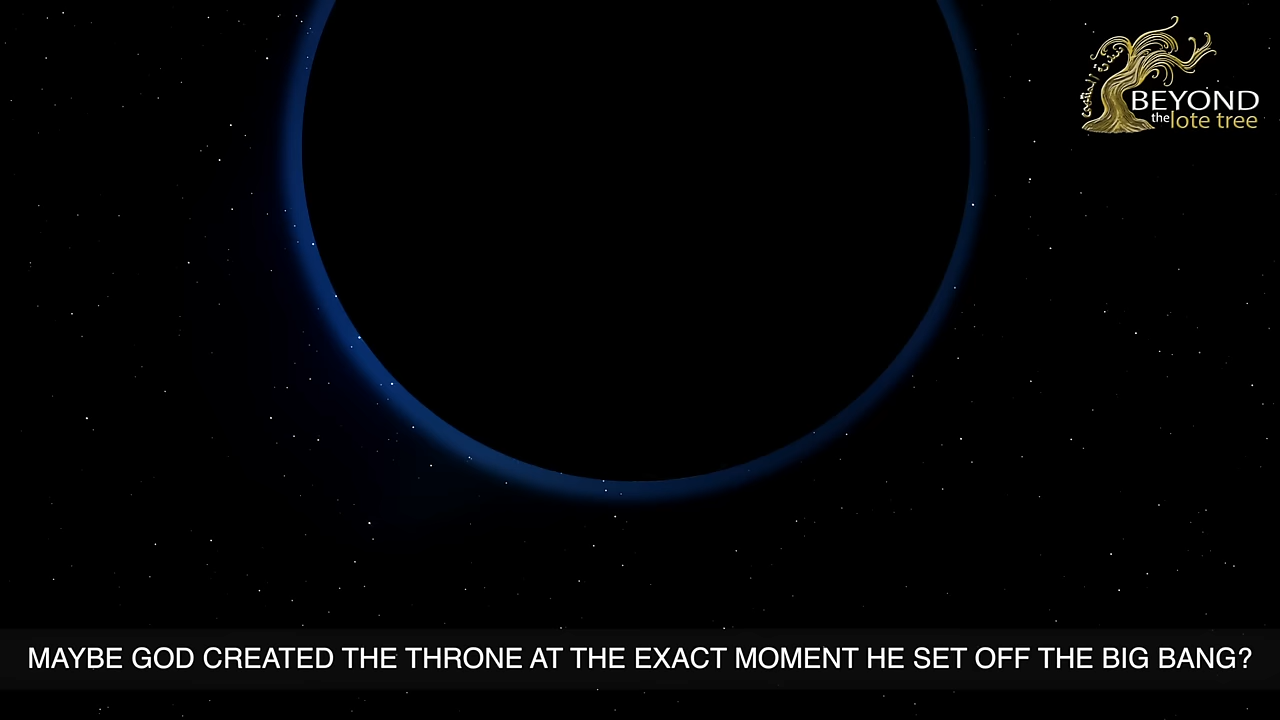 BEYOND
the lote tree
MAYBE GOD CREATED THE THRONE AT THE EXACT MOMENT HE SET OFF THE BIG BANG?